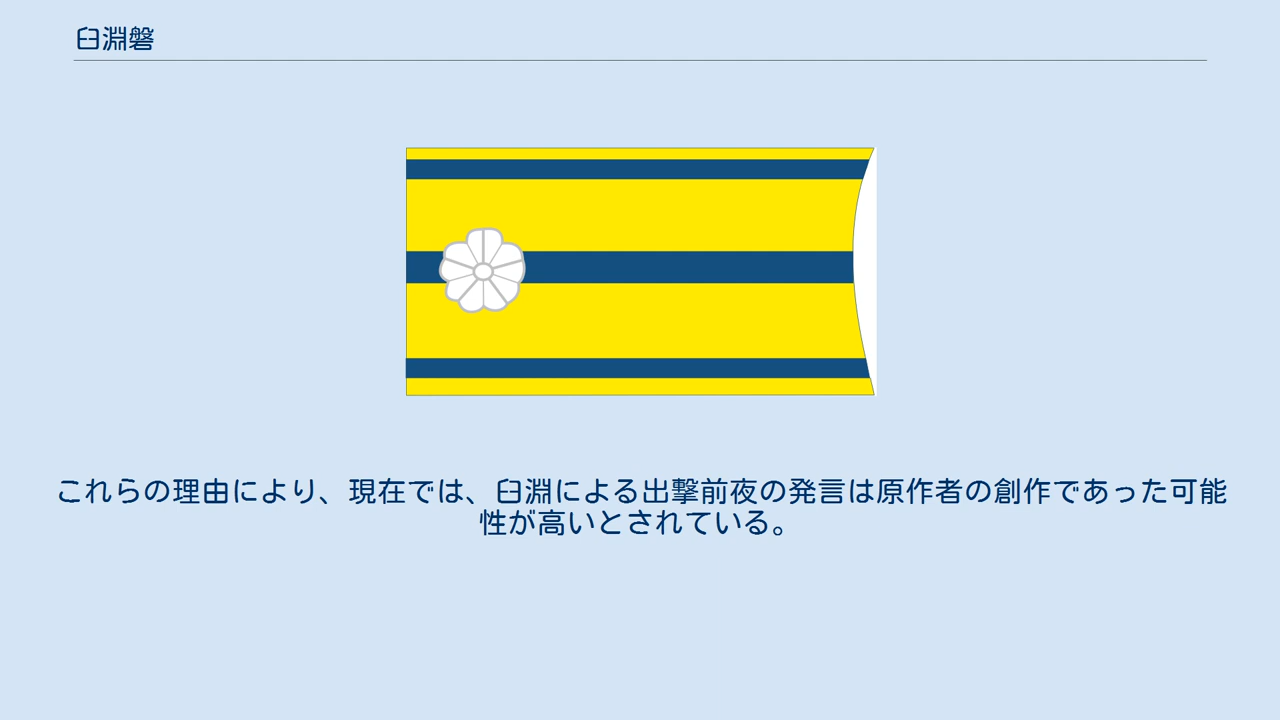 臼淵磐
これらの理由により、現在では、臼淵による出撃前夜の発言は原作者の創作であった可能
性が高いとされている。